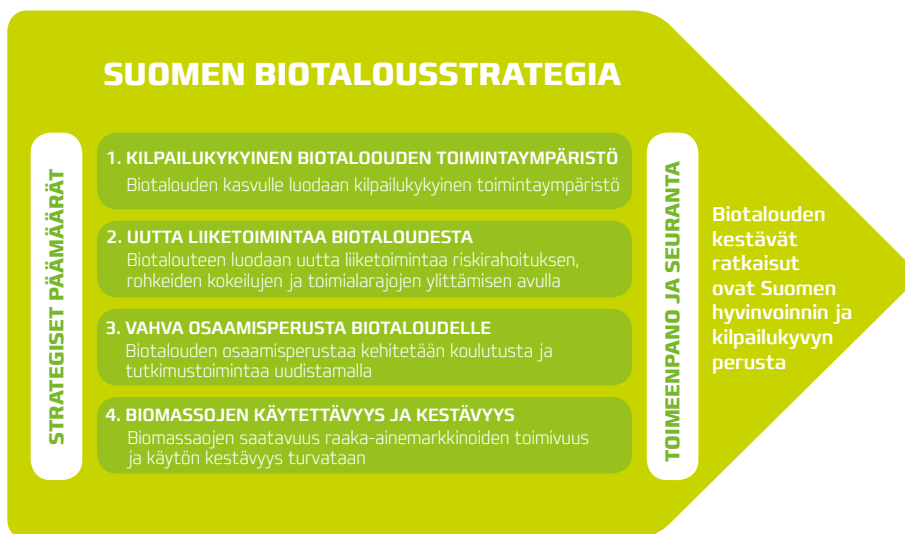 SUOMEN BIOTALOUSSTRATEGIA
STRATEGISET PÄÄMÄÄRÄT
1. KILPAILUKYKYINEN BIOTALOOUDEN TOIMINTAYMPÄRISTÖ
Biotalouden kasvulle luodaan kilpailukykyinen toimintaympäristö
2. UUTTA LIIKETOIMINTAA BIOTALOUDESTA
Biotalouteen luodaan uutta liiketoimintaa riskirahoituksen,
rohkeiden kokeilujen ja toimialarajojen ylittämisen avulla
3. VAHVA OSAAMISPERUSTA BIOTALOUDELLE
Biotalouden osaamisperustaa kehitetään koulutusta ja
tutkimustoimintaa uudistamalla
4. BIOMASSOJEN KÄYTETTÄVYYS JA KESTÄVYYS
Biomassaojen saatavuus raaka-ainemarkkinoiden toimivuus
ja käytön kestävyys turvataan
TOIMEENPANO JA SEURANTA
Biotalouden
kestävät
ratkaisut
ovat Suomen
hyvinvoinnin ja
kilpailukyvyn
perusta